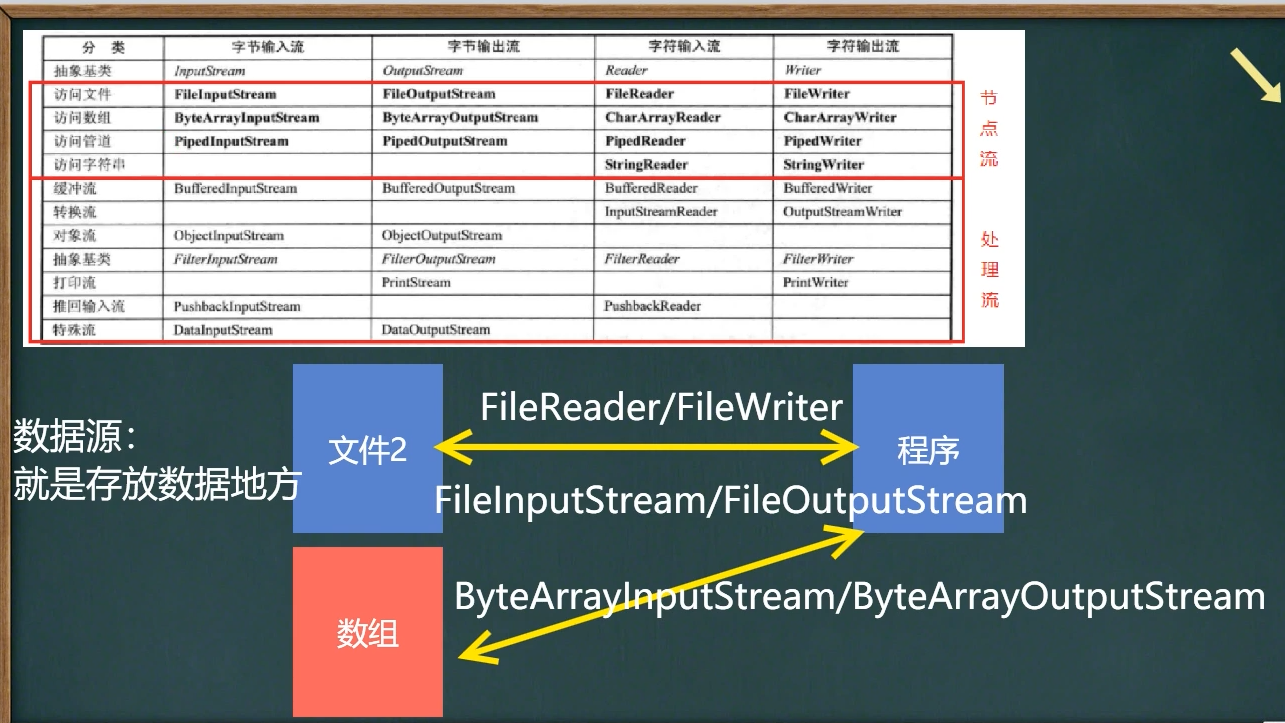 分 类 字节输入流 字节输出流 字符输入流 字符输出流
抽象基类 InputStream OutputStream Reader Writer
访问文件 FileInputStream FileOutputStream FileReader FileWriter
访问数组 ByteArrayInputStream ByteArrayOutputStream CharArrayReader CharArrayWriter
访问管道 PipedInputStream PipedOutputStream PipedReader PipedWriter
访问字符串 StringReader StringWriter
缓冲流 BufferedInputStream BufferedOutputStream BufferedReader BufferedWriter
转换流 InputStreamReader OutputStreamWriter
对象流 ObjectInputStream ObjectOutputStream
抽象基类 FilterInputStream FilterOutputStream FilterReader FilterWriter
打印流 PrintStream PrintWriter
推回输入流 PushbackInputStream PushbackReader
特殊流 DataInputStream DataOutputStream
节
点
流
处
理
流
数据源：
就是存放数据地方
文件2
FileReader/FileWriter
程序
FileInputStream/FileOutputStream
ByteArrayInputStream/ByteArrayOutputStream
数组